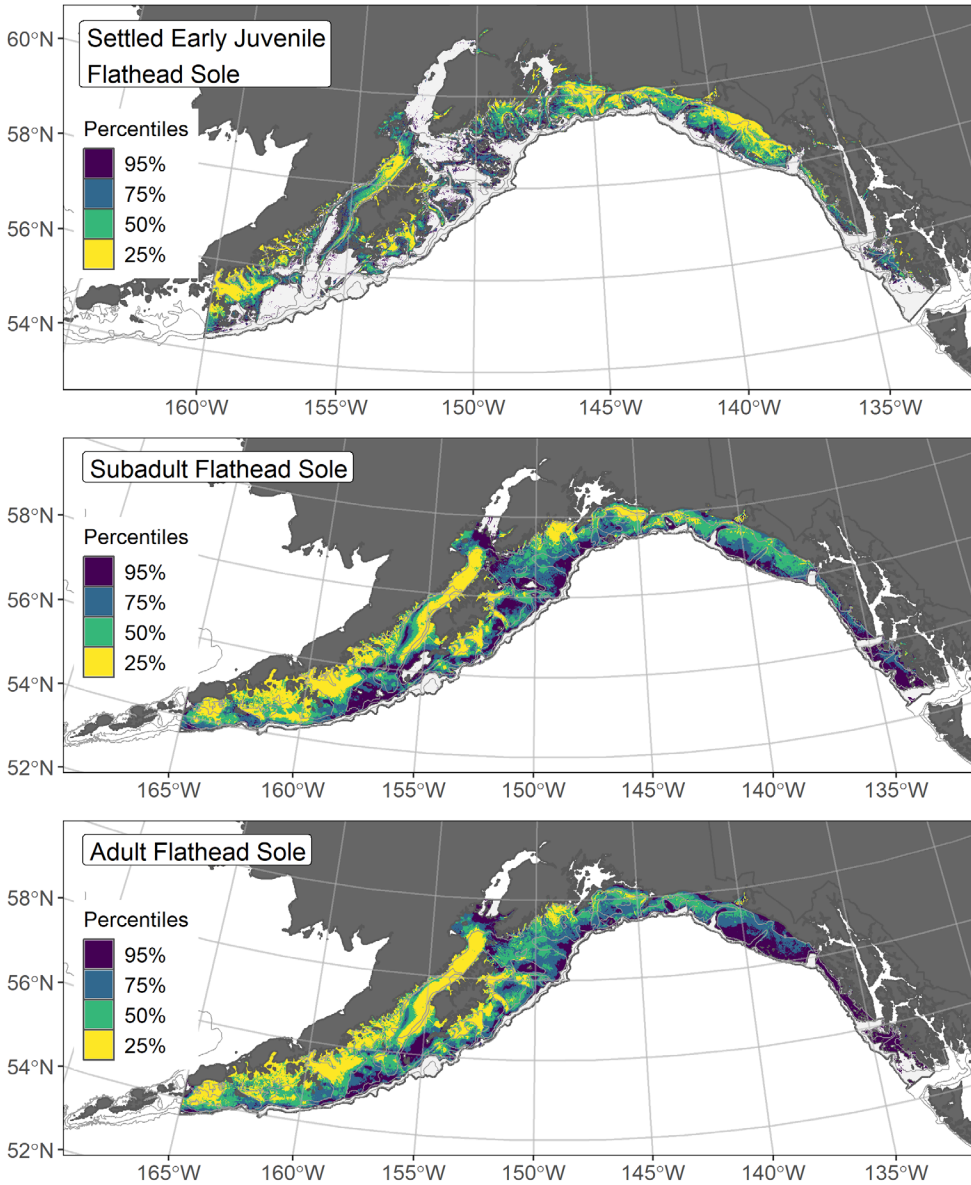 Settled Early Juvenile
Flathead Sole
Percentiles
95%
75%
50%
25%
60°N
58°N
56°N
54°N
160°W 155°W 150°W 145°W 140°W 135°W
Subadult Flathead Sole
Percentiles
95%
75%
50%
25%
58°N
56°N
54°N
52°N
165°W 160°W 155°W 150°W 145°W 140°W 135°W
Adult Flathead Sole
Percentiles
95%
75%
50%
25%
58°N
56°N
54°N
52°N
165°W 160°W 155°W 150°W 145°W 140°W 135°W